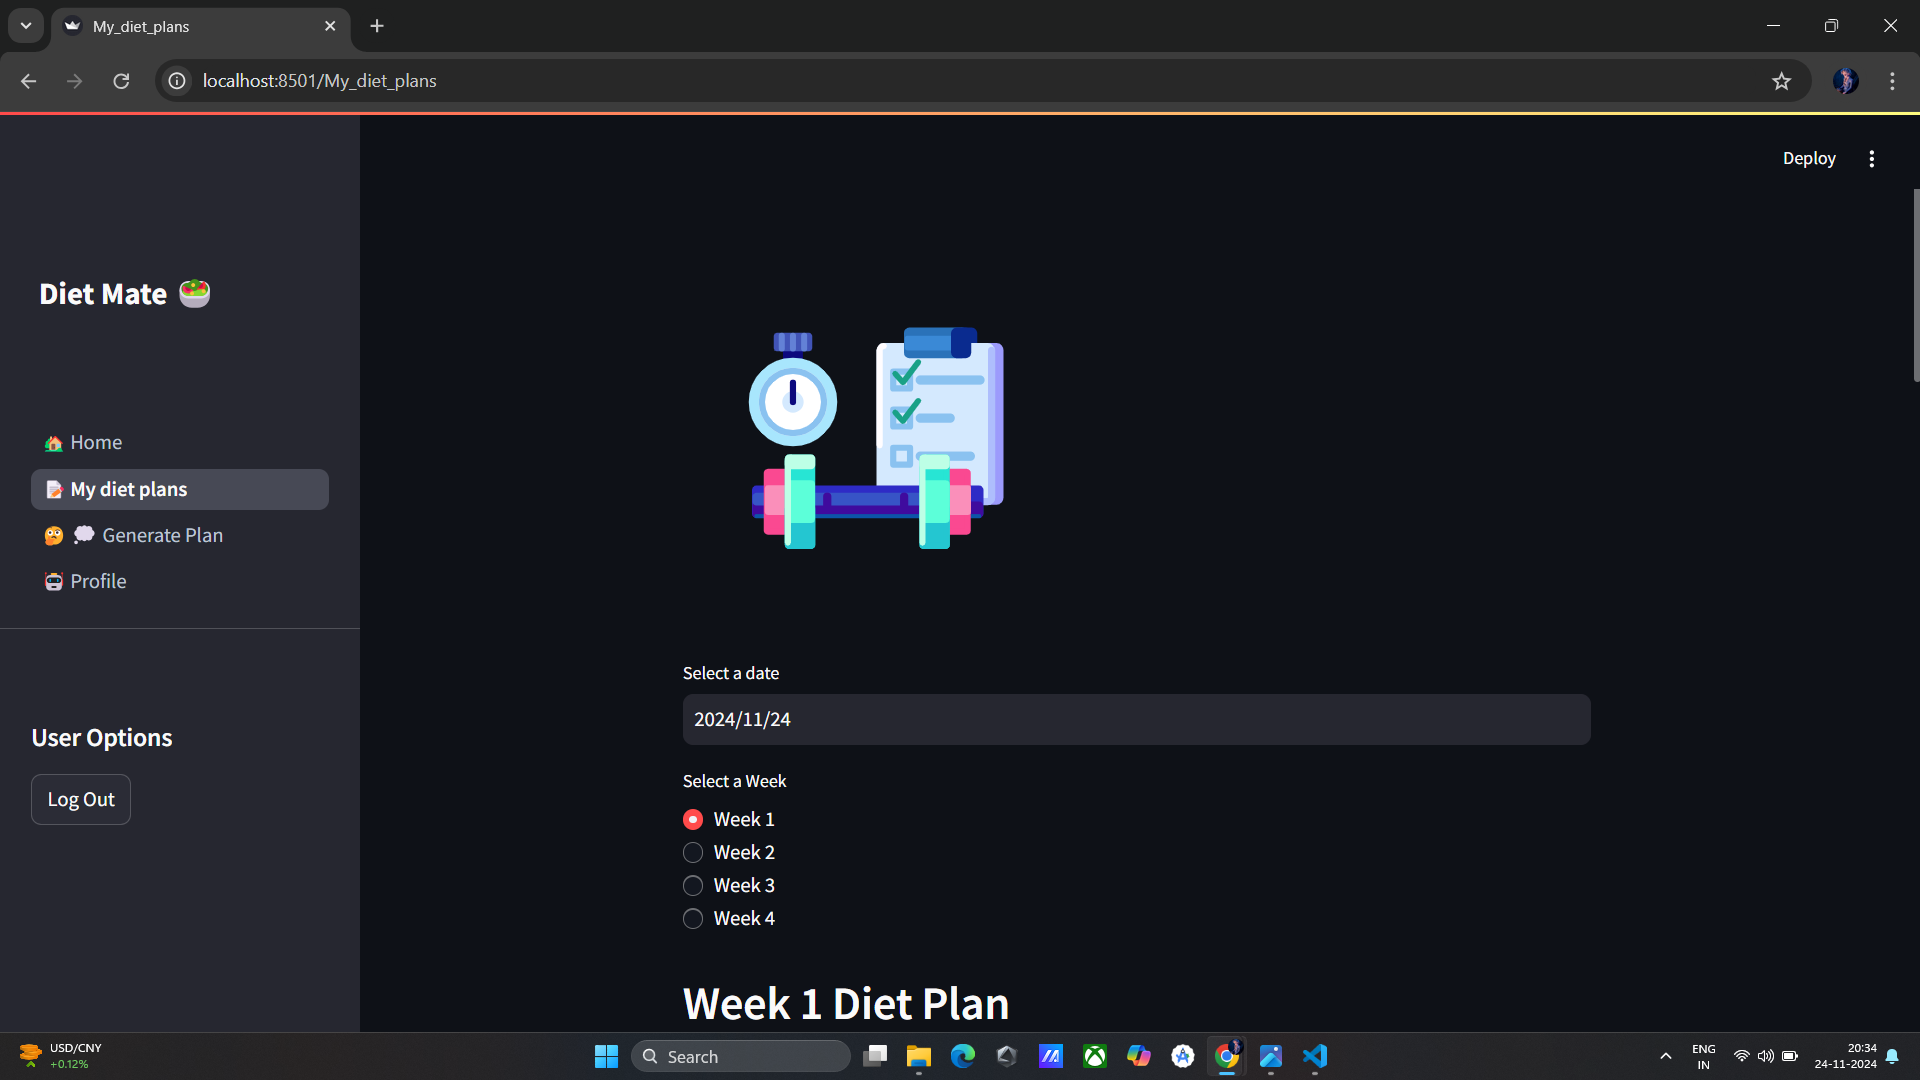 My_diet_plans
localhost:8501/My_diet_plans
Deploy
Diet Mate
Home
My diet plans
Generate Plan
Profile
User Options
Log Out
Select a date
2024/11/24
Select a Week
Week 1
Week 2
Week 3
Week 4
Week 1 Diet Plan
USD/CNY
+0.12%
Search
ENG
IN
20:34
24-11-2024